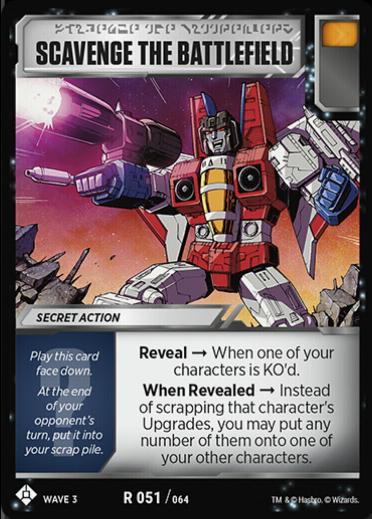 SCAVENGE THE BATTLEFIELD
SECRET ACTION
Play this card
face down.
At the end
of your
opponent's
turn, put it into
your scrap pile.
Reveal → When one of your
characters is KO'd.
When Revealed → Instead
of scrapping that character's
Upgrades, you may put any
number of them onto one of
your other characters.
WAVE 3
R 051 / 064
TM & © Hasbro. © Wizards.